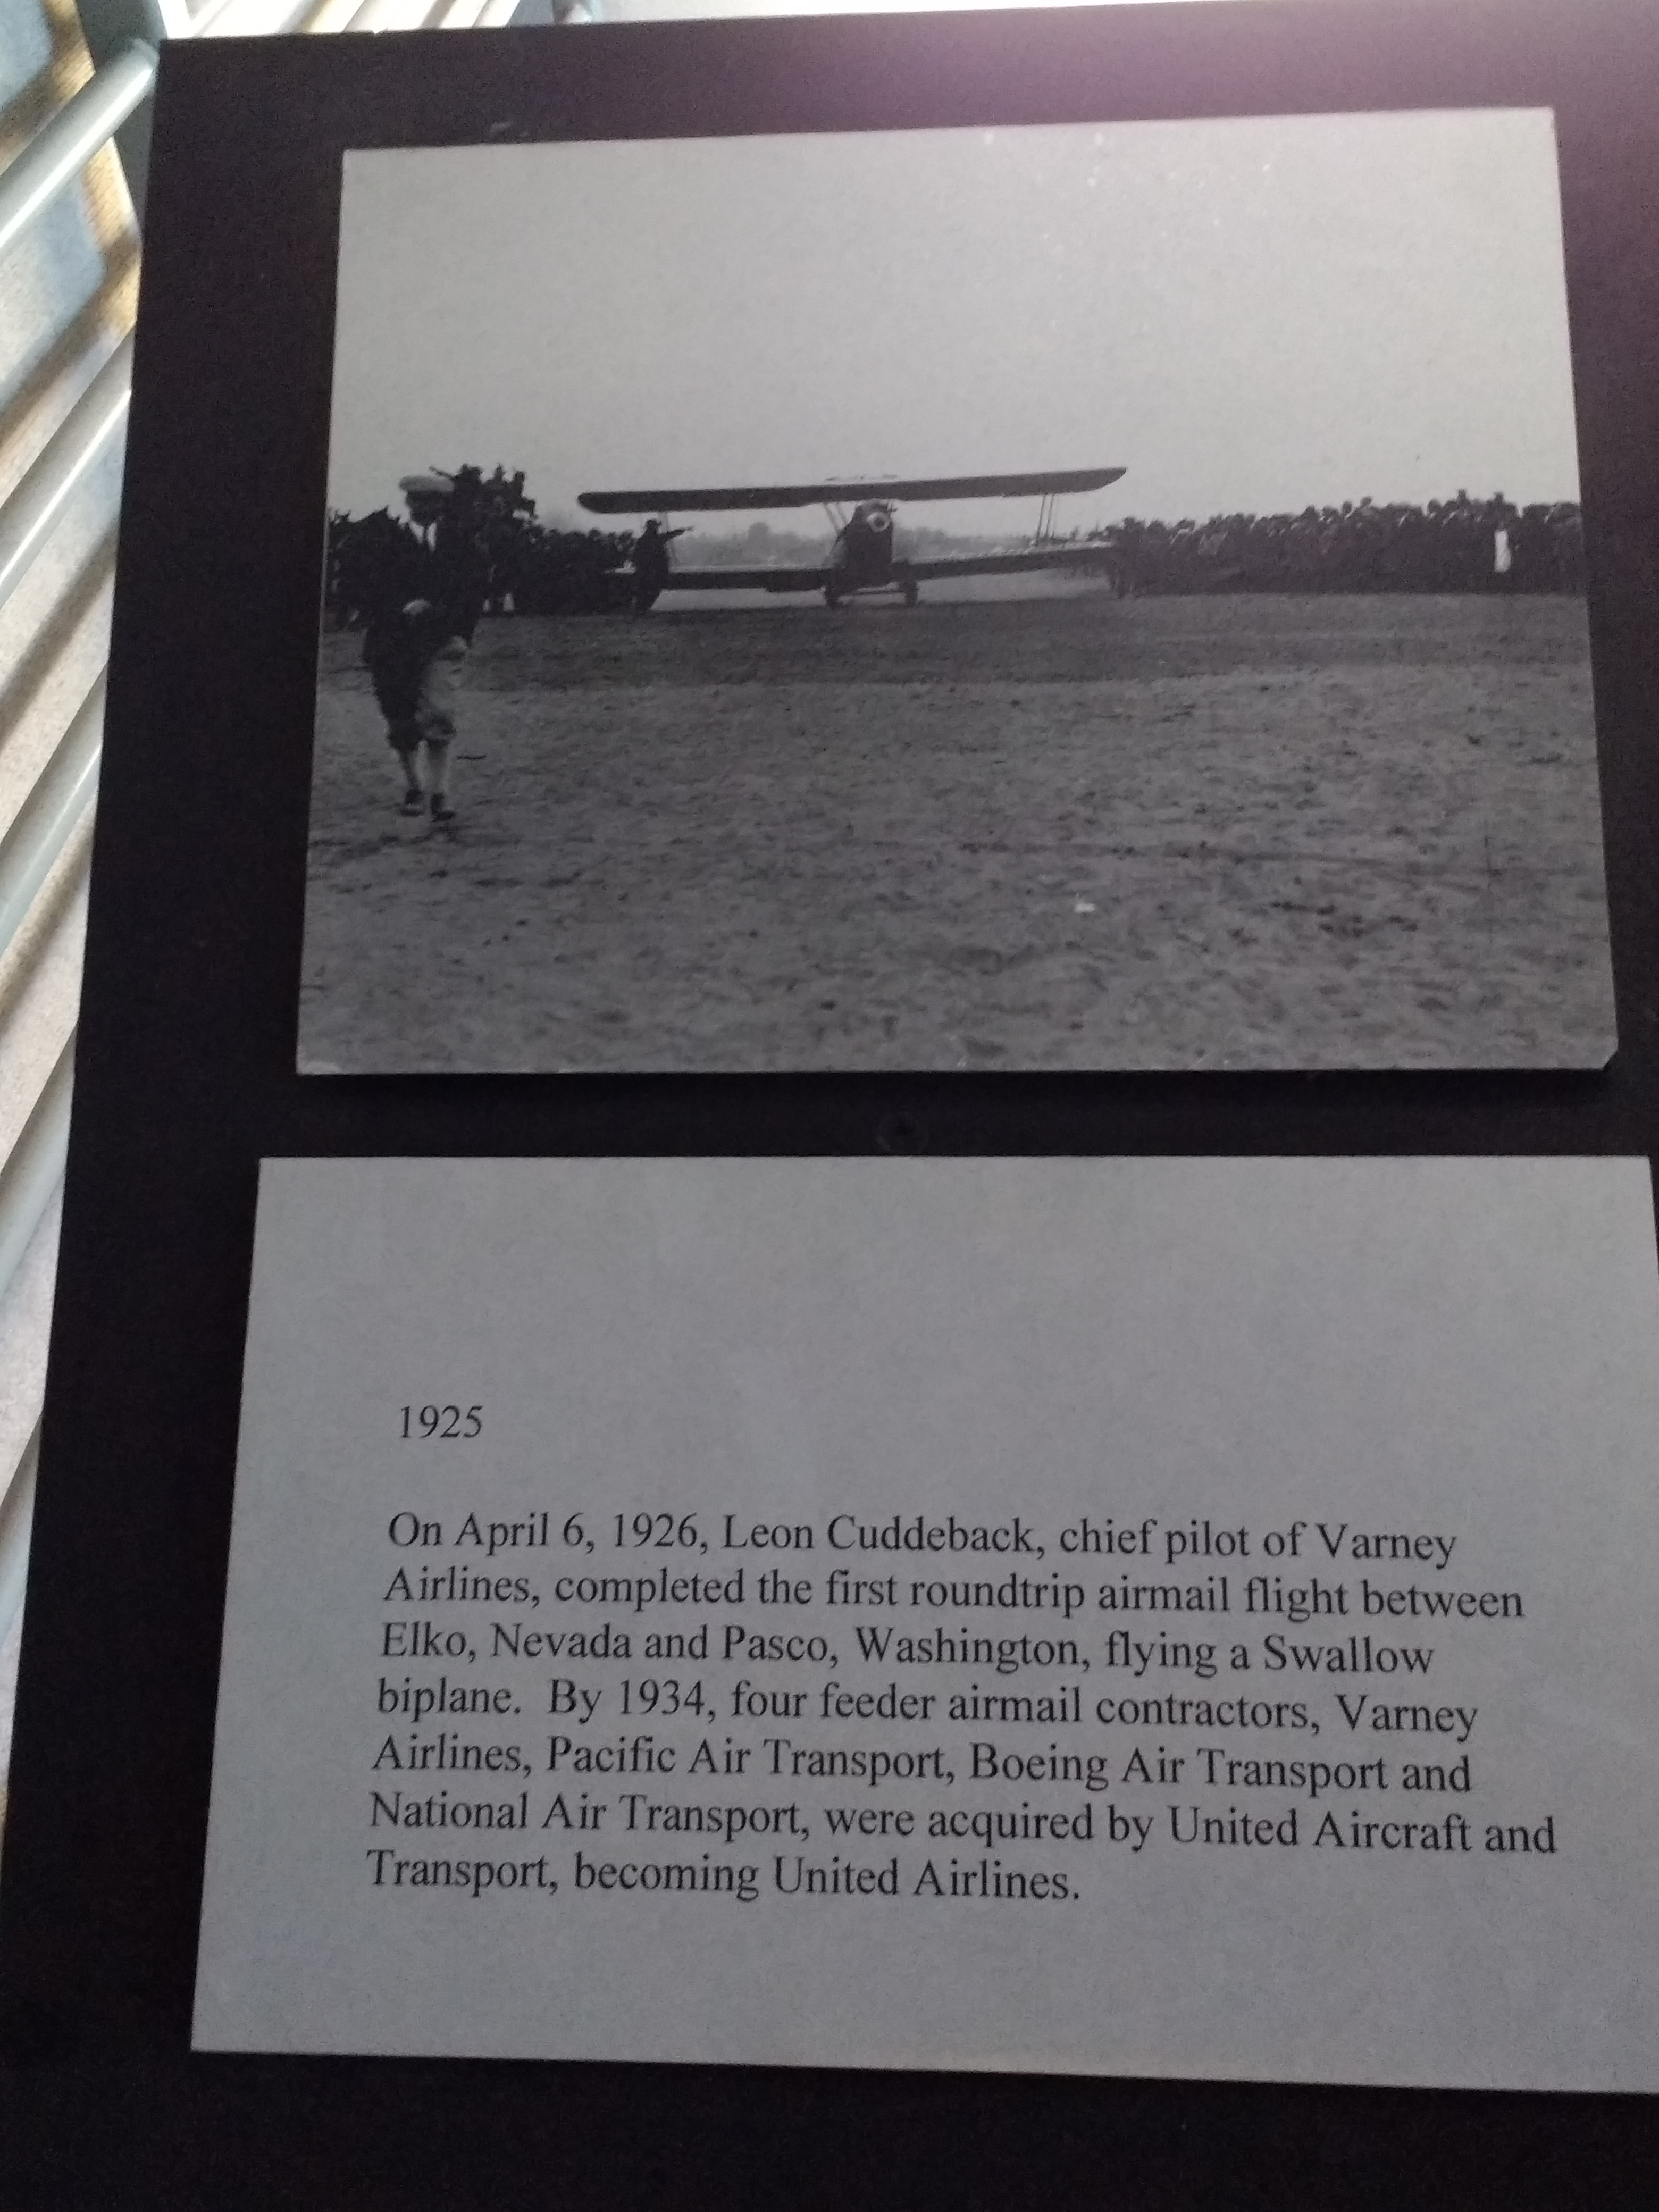 1925
On April 6, 1926, Leon Cuddeback, chief pilot of Varney
Airlines, completed the first roundtrip airmail flight between
Elko, Nevada and Pasco, Washington, flying a Swallow
biplane.  By 1934, four feeder airmail contractors, Varney
Airlines, Pacific Air Transport, Boeing Air Transport and
National Air Transport, were acquired by United Aircraft and
Transport, becoming United Airlines.